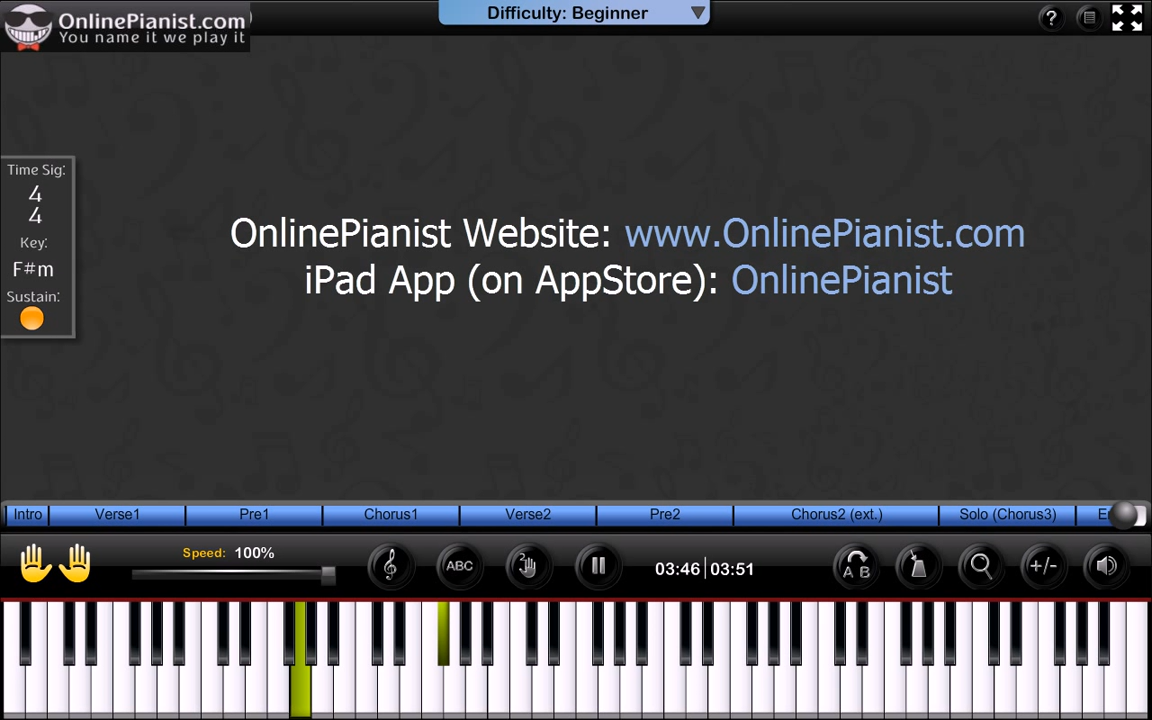 OnlinePianist.com
You name it we play it
Difficulty: Beginner
?
Time Sig:
4
4
Key:
F#m
Sustain:
OnlinePianist Website: www.OnlinePianist.com
iPad App (on AppStore): OnlinePianist
Intro Verse1 Pre1 Chorus1 Verse2 Pre2 Chorus2 (ext.) Solo (Chorus3)
Speed: 100%
ABC
2
03:46 | 03:51
A B
+/-